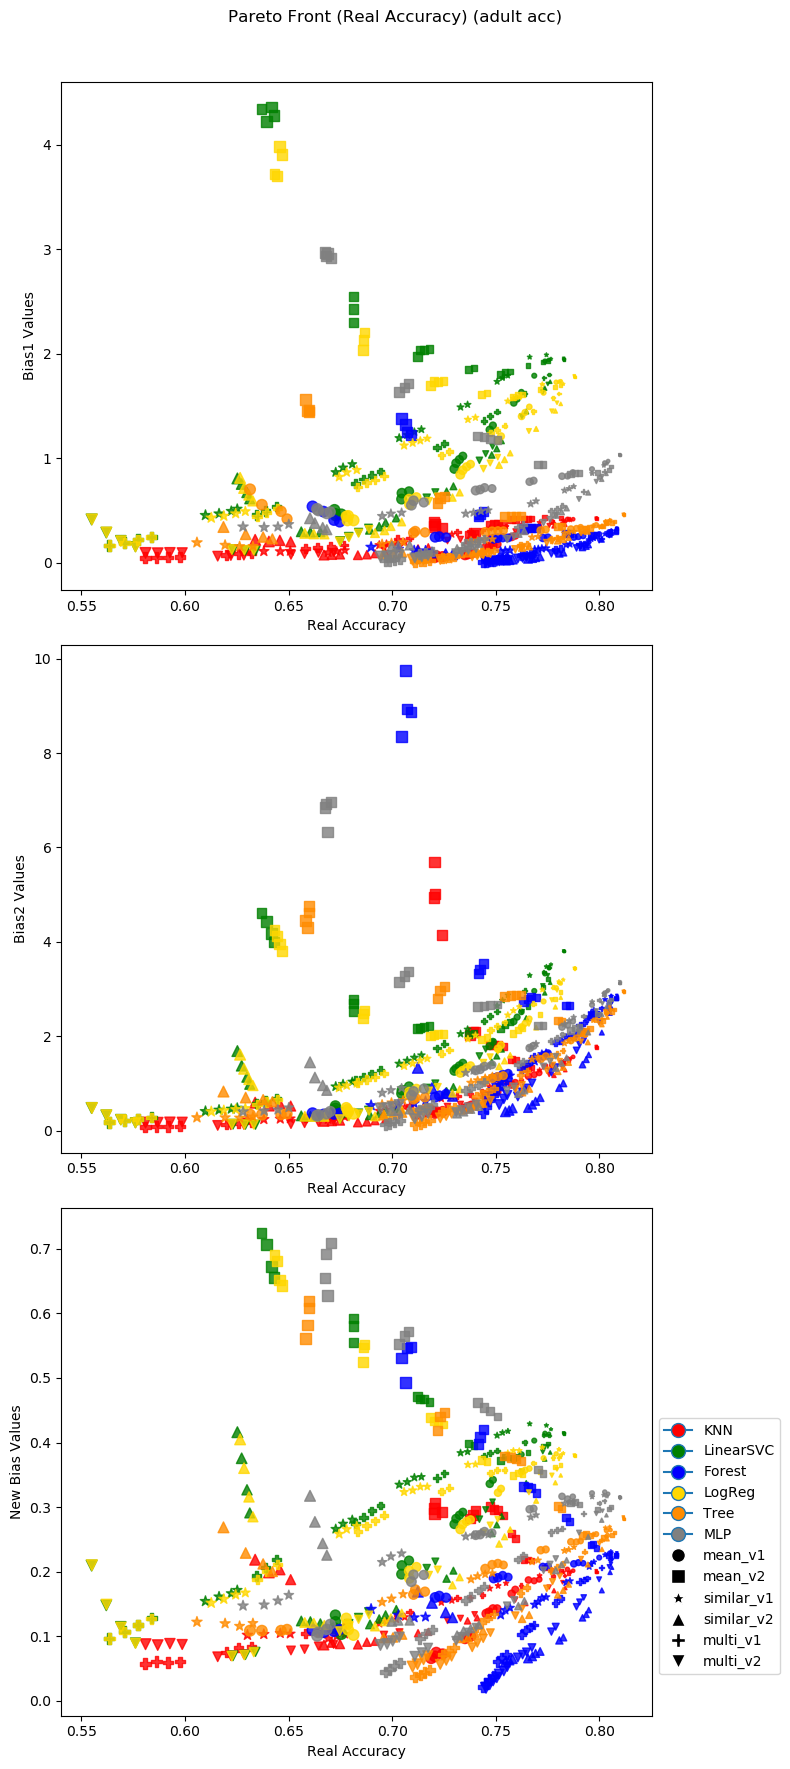 Pareto Front (Real Accuracy) (adult acc)
4
3
2
1
0
Bias1 Values
0.55 0.60 0.65 0.70 0.75 0.80
Real Accuracy
10
8
6
4
2
0
Bias2 Values
0.55 0.60 0.65 0.70 0.75 0.80
Real Accuracy
0.7
0.6
0.5
0.4
0.3
0.2
0.1
0.0
New Bias Values
0.55 0.60 0.65 0.70 0.75 0.80
Real Accuracy
KNN
LinearSVC
Forest
LogReg
Tree
MLP
mean_v1
mean_v2
similar_v1
similar_v2
multi_v1
multi_v2